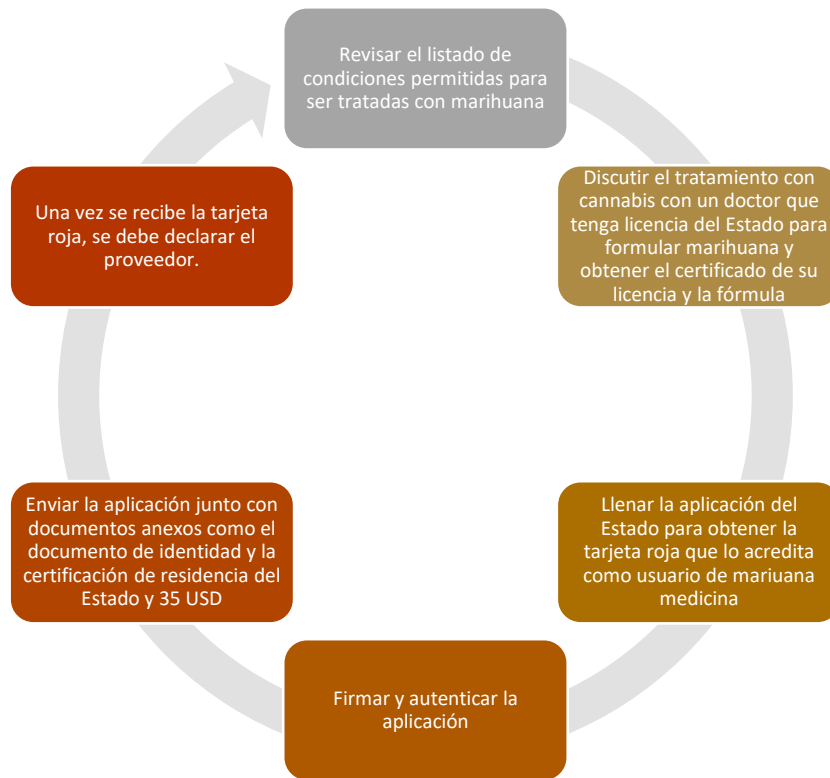 Revisar el listado de
condiciones permitidas para
ser tratadas con marihuana
Discutir el tratamiento con
cannabis con un doctor que
tenga licencia del Estado para
formular marihuana y
obtener el certificado de su
licencia y la fórmula
Llenar la aplicación del
Estado para obtener la
tarjeta roja que lo acredita
como usuario de mariuana
medicina
Firmar y autenticar la
aplicación
Enviar la aplicación junto con
documentos anexos como el
documento de identidad y la
certificación de residencia del
Estado y 35 USD
Una vez se recibe la tarjeta
roja, se debe declarar el
proveedor.